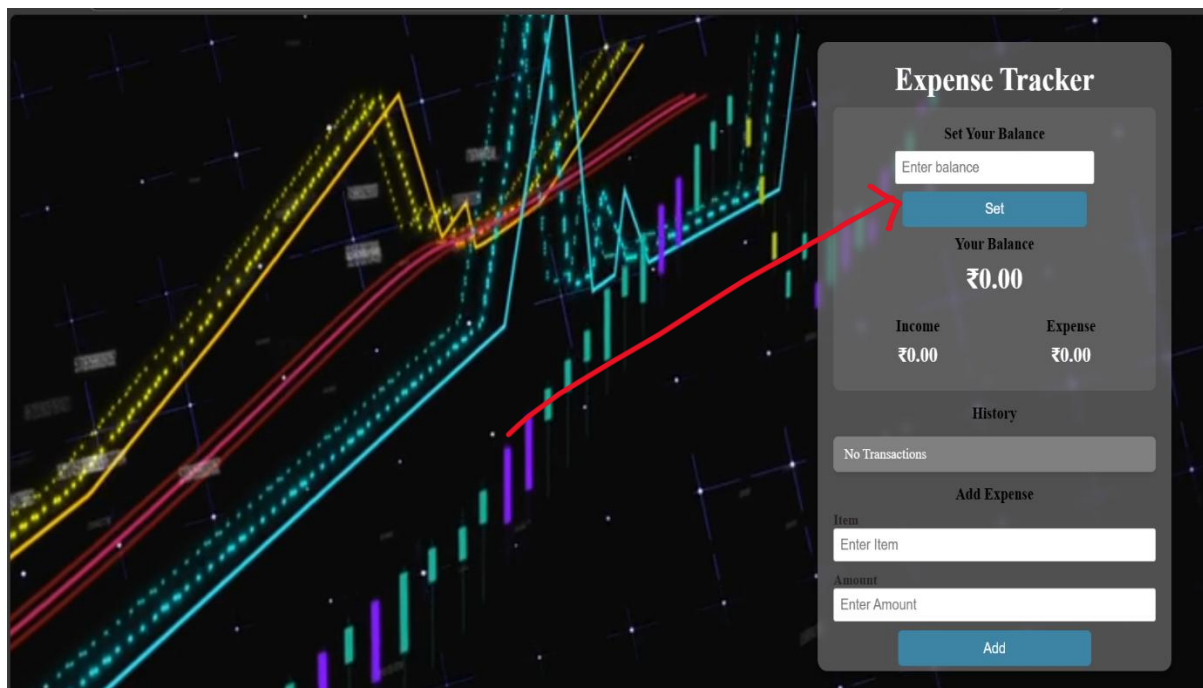 Expense Tracker
Set Your Balance
Enter balance
Set
Your Balance
₹0.00
Income Expense
₹0.00 ₹0.00
History
No Transactions
Add Expense
Item
Enter Item
Amount
Enter Amount
Add